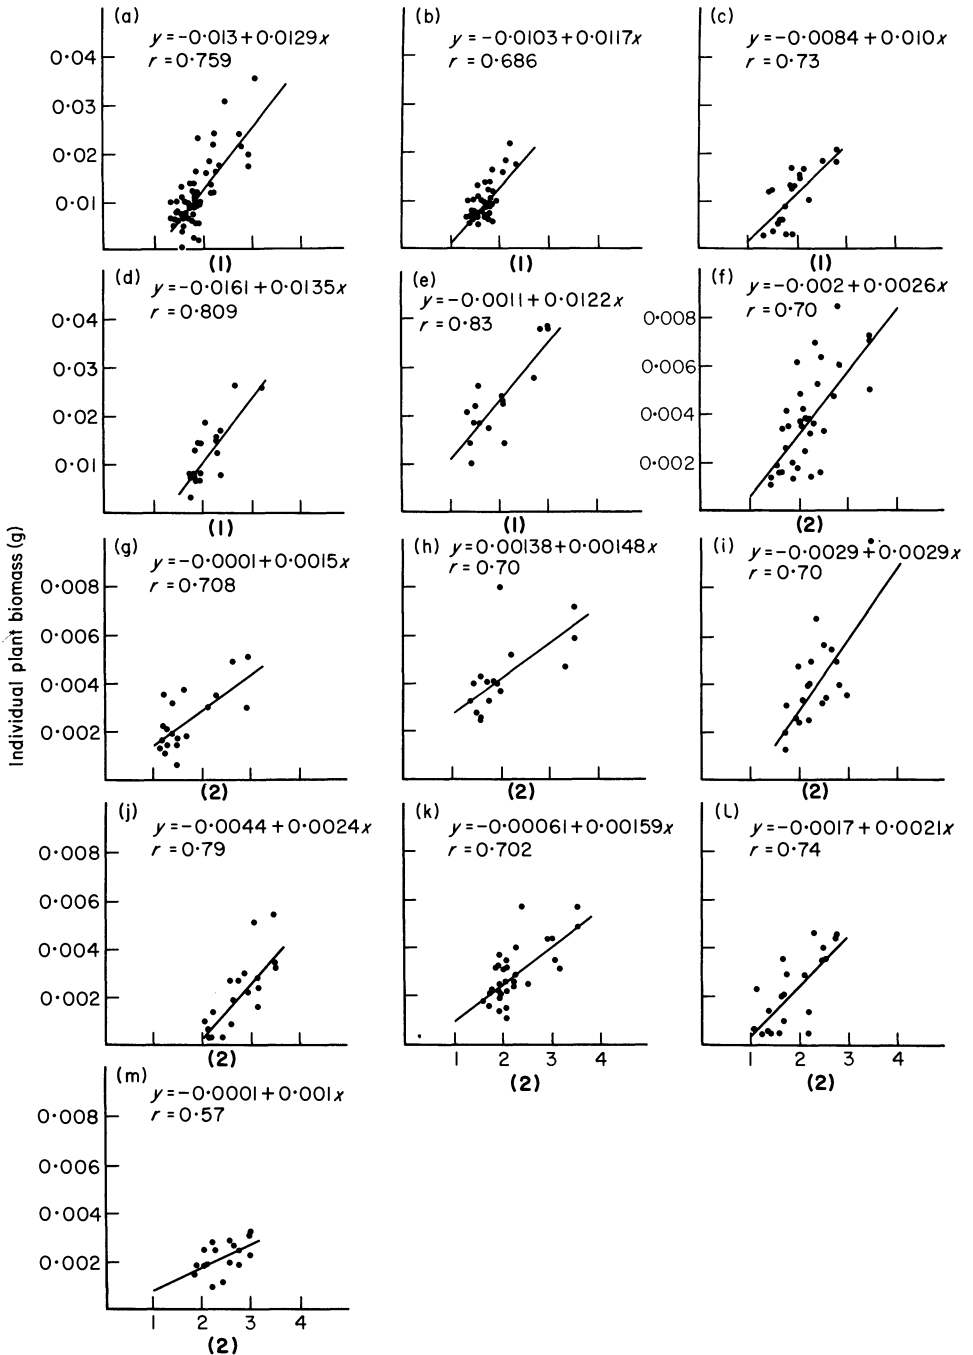 (a)
y=-0·013+0·0129x
r=0·759
(b)
y=-0·0103+0·0117x
r=0·686
(c)
y=-0·0084+0·010x
r=0·73
0·04
0·03
0·02
0·01
(1)
(1)
(1)
(d)
y=-0·0161+0·0135x
r=0·809
(e)
y=-0·0011+0·0122x
r=0·83
(f)
y=-0·002+0·0026x
r=0·70
0·04
0·03
0·02
0·01
0·008
0·006
0·004
0·002
(1)
(1)
(2)
Individual plant biomass (g)
(g)
y=-0·0001+0·0015x
r=0·708
(h)
y=0·00138+0·00148x
r=0·70
(i)
y=-0·0029+0·0029x
r=0·70
0·008
0·006
0·004
0·002
(2)
(2)
(2)
(j)
y=-0·0044+0·0024x
r=0·79
(k)
y=-0·00061+0·00159x
r=0·702
(l)
y=-0·0017+0·0021x
r=0·74
0·008
0·006
0·004
0·002
(2)
1 2 3 4
(2)
1 2 3 4
(2)
(m)
y=-0·0001+0·001x
r=0·57
0·008
0·006
0·004
0·002
1 2 3 4
(2)